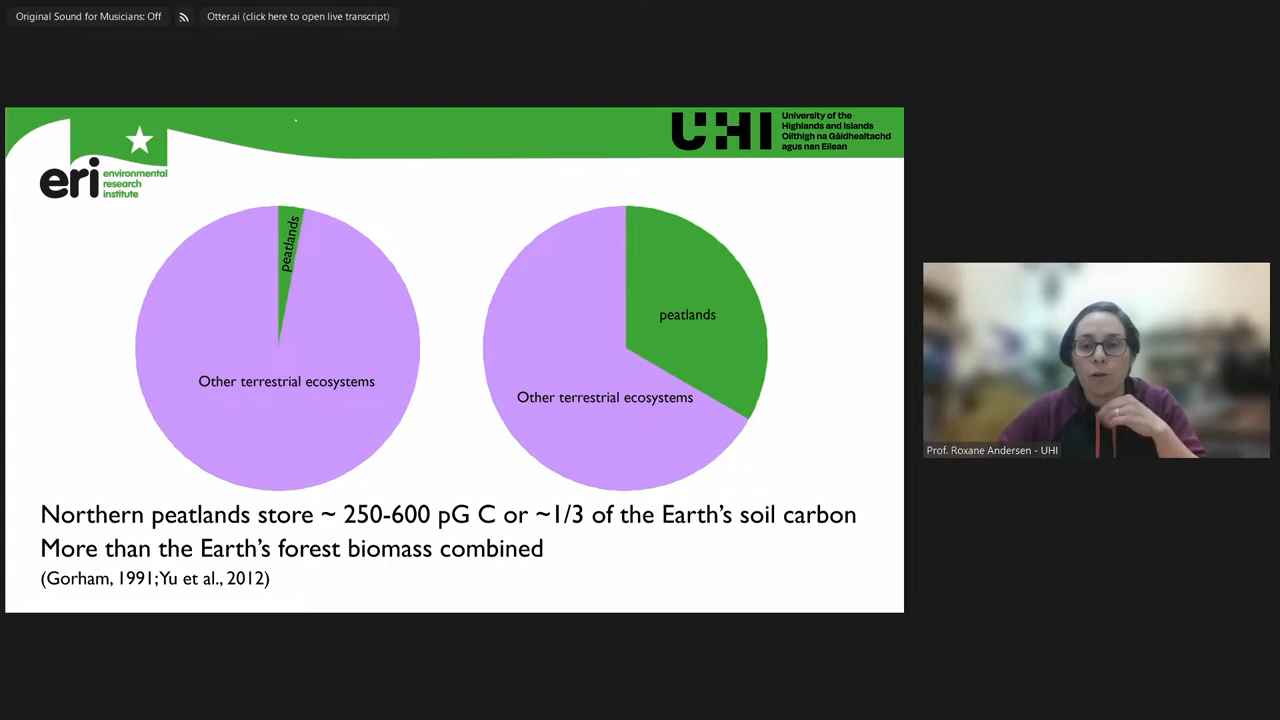 Original Sound for Musicians: Off
Otter.ai (click here to open live transcript)
UHI
University of the
Highlands and Islands
Oilthigh na Gàidhealtachd
agus nan Eilean
eri
environmental
research
institute
Peatlands
Other terrestrial ecosystems
peatlands
Other terrestrial ecosystems
Northern peatlands store ~ 250-600 pG C or ~1/3 of the Earth's soil carbon
More than the Earth's forest biomass combined
(Gorham, 1991;Yu et al., 2012)
Prof. Roxane Andersen - UHI